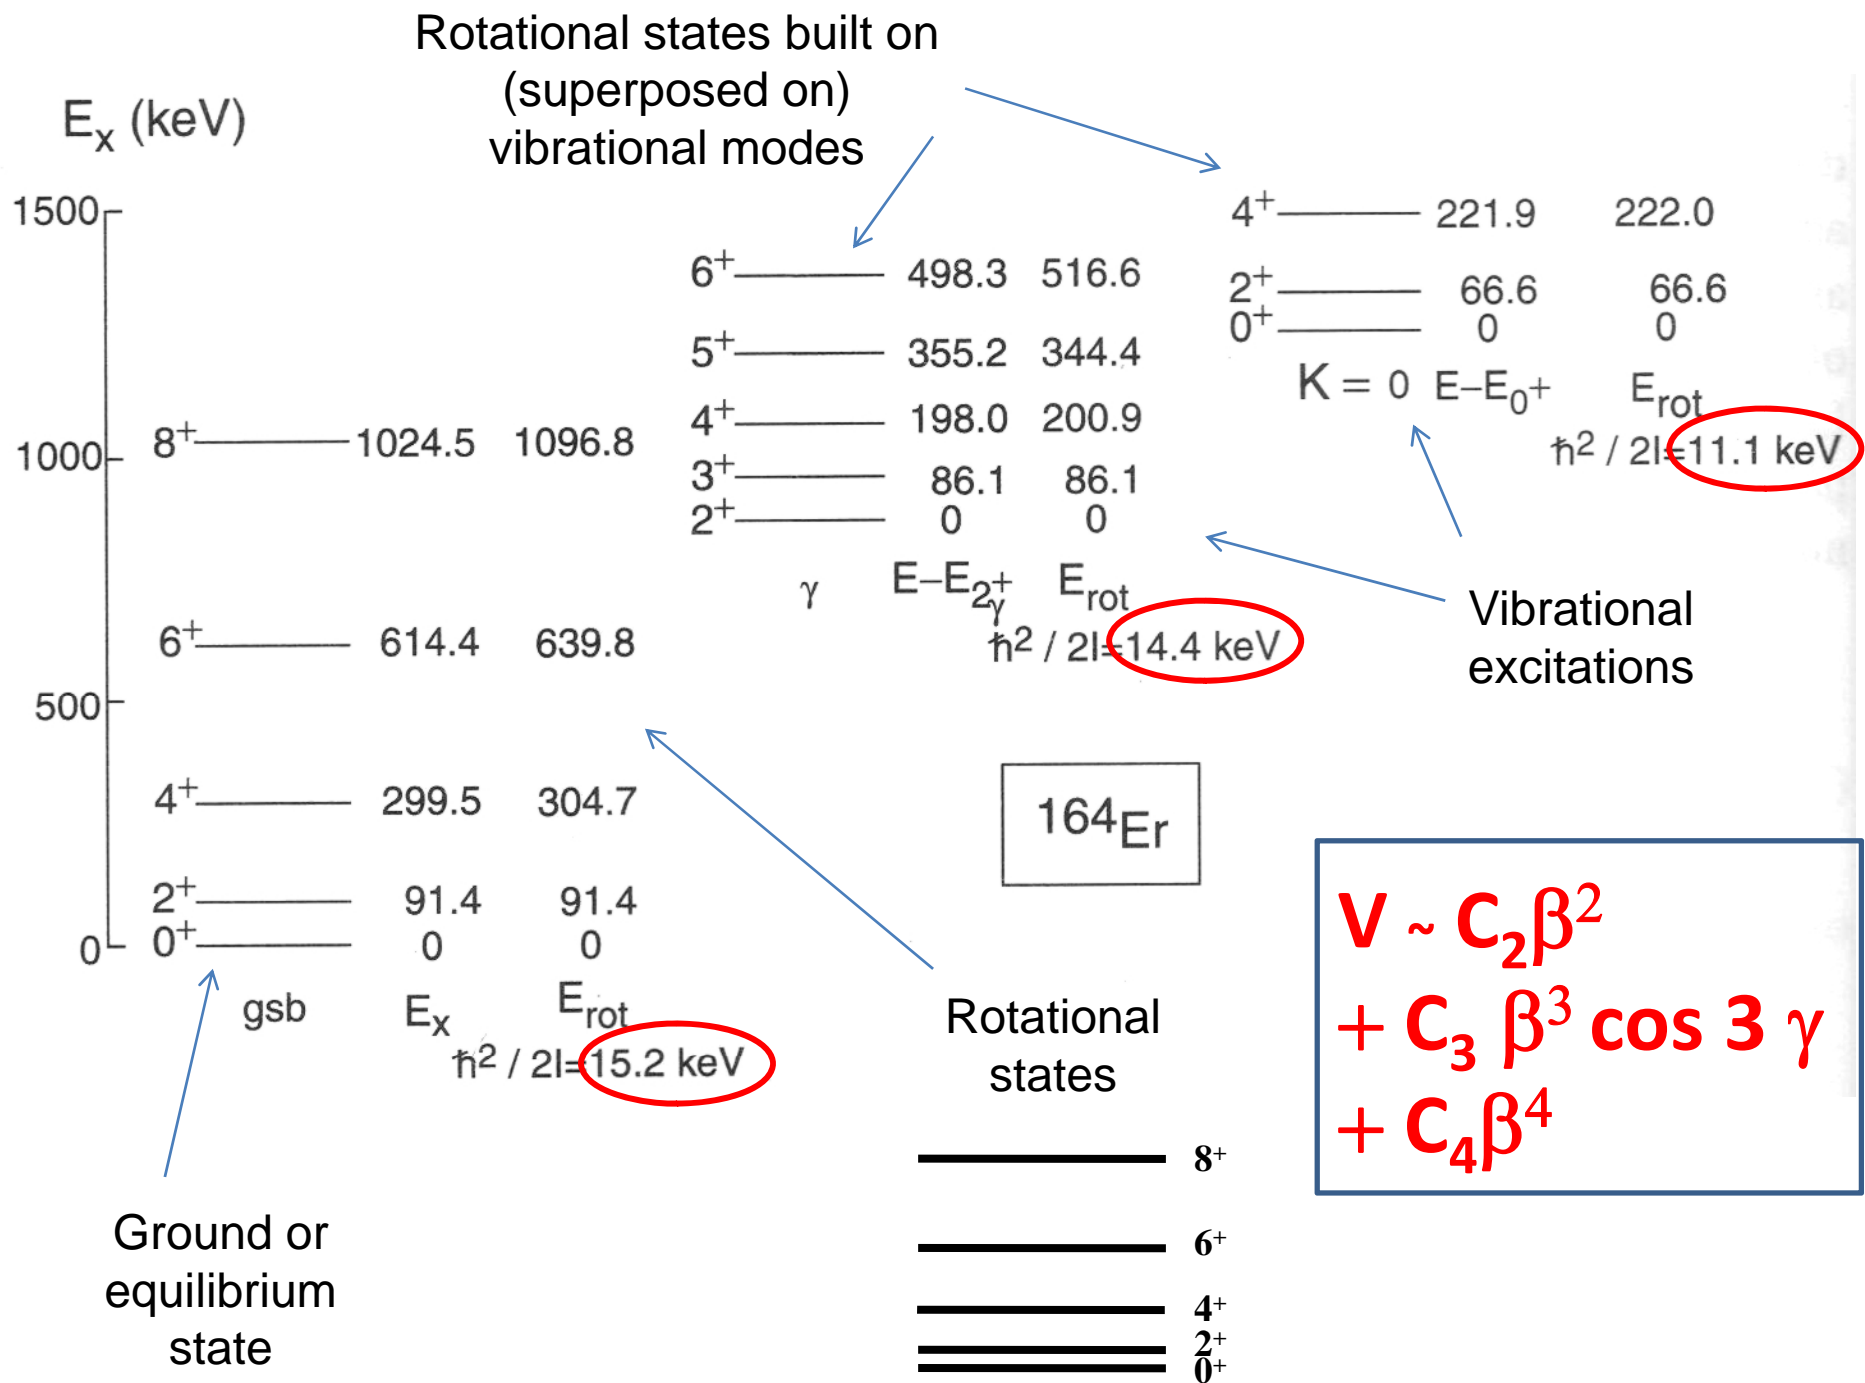 Rotational states built on
(superposed on)
vibrational modes
Eₓ (keV)
1500
1000
500
0
8⁺ 1024.5 1096.8
6⁺ 614.4 639.8
4⁺ 299.5 304.7
2⁺ 91.4 91.4
0⁺ 0 0
gsb Eₓ E_rot
ħ² / 2I=15.2 keV
6⁺ 498.3 516.6
5⁺ 355.2 344.4
4⁺ 198.0 200.9
3⁺ 86.1 86.1
2⁺ 0 0
γ E–E_2γ⁺ E_rot
ħ² / 2I=14.4 keV
4⁺ 221.9 222.0
2⁺ 66.6 66.6
0⁺ 0 0
K = 0 E–E₀+ E_rot
ħ² / 2I=11.1 keV
Vibrational
excitations
¹⁶⁴Er
V ~ C₂β²
+ C₃ β³ cos 3 γ
+ C₄β⁴
Rotational
states
8⁺
6⁺
4⁺
2⁺
0⁺
Ground or
equilibrium
state